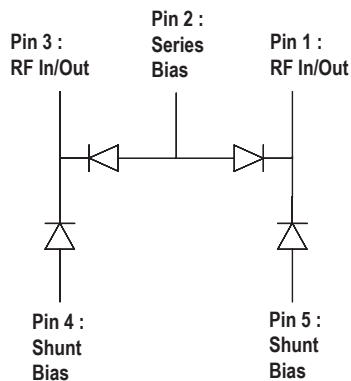 Pin 2 :
Series
Bias
Pin 3 :
RF In/Out
Pin 1 :
RF In/Out
Pin 4 :
Shunt
Bias
Pin 5 :
Shunt
Bias